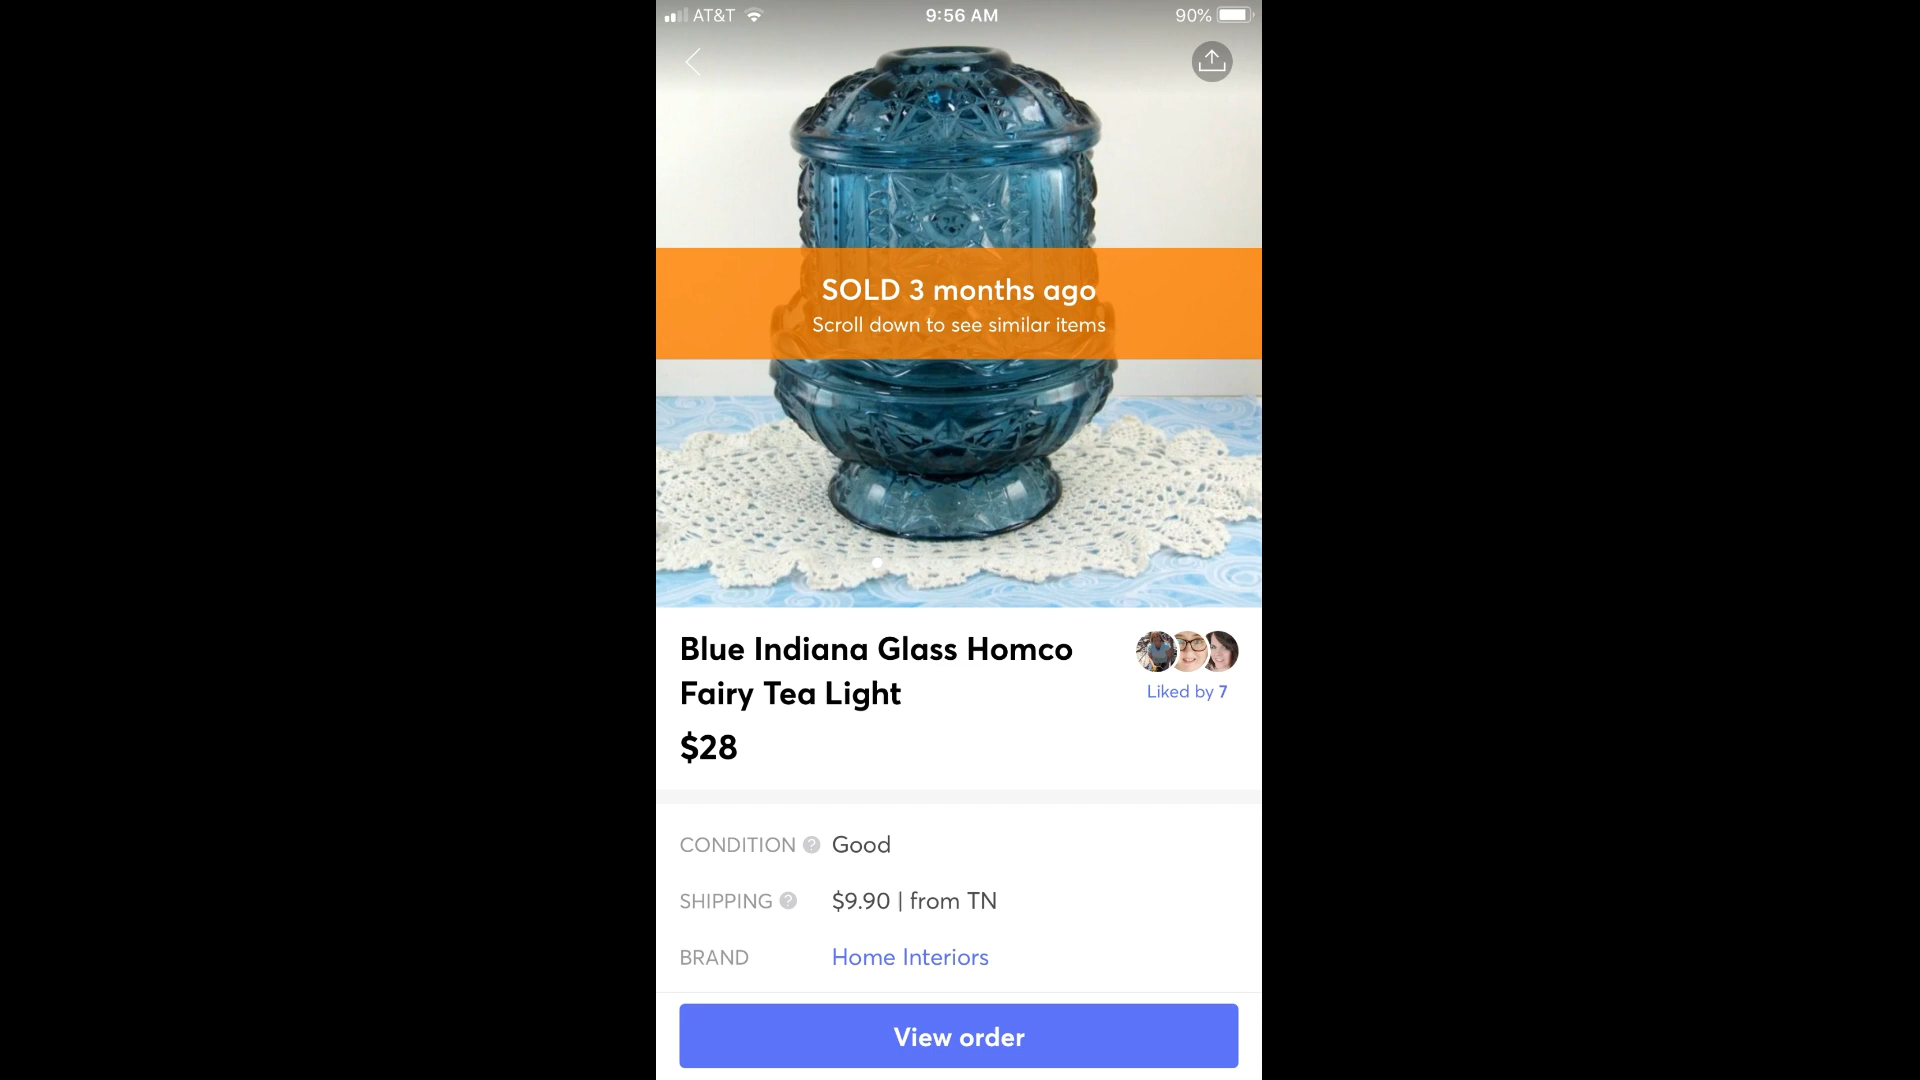 AT&T 9:56 AM 90%
SOLD 3 months ago
Scroll down to see similar items
Blue Indiana Glass Homco
Fairy Tea Light
Liked by 7
$28
CONDITION ? Good
SHIPPING ? $9.90 | from TN
BRAND Home Interiors
View order